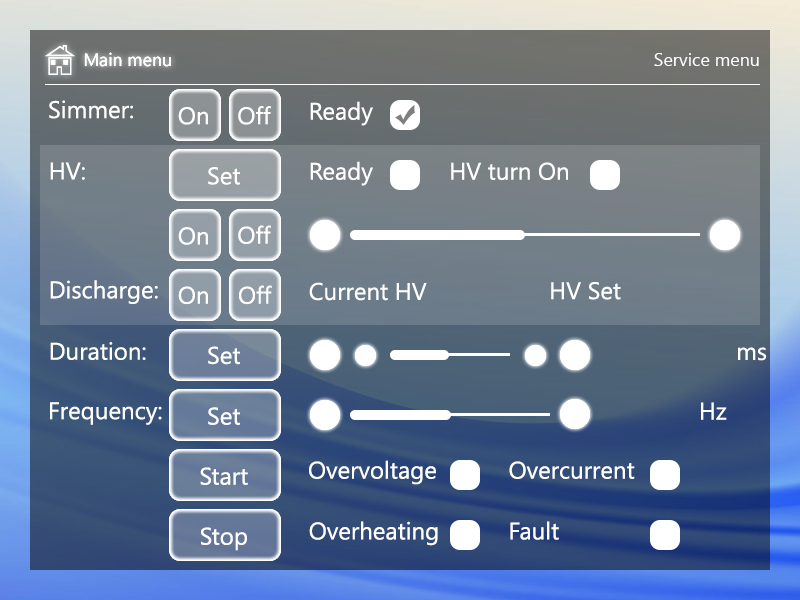 Main menu Service menu
Simmer: On Off Ready
HV: Set Ready HV turn On
On Off
Discharge: On Off Current HV HV Set
Duration: Set ms
Frequency: Set Hz
Start Overvoltage Overcurrent
Stop Overheating Fault